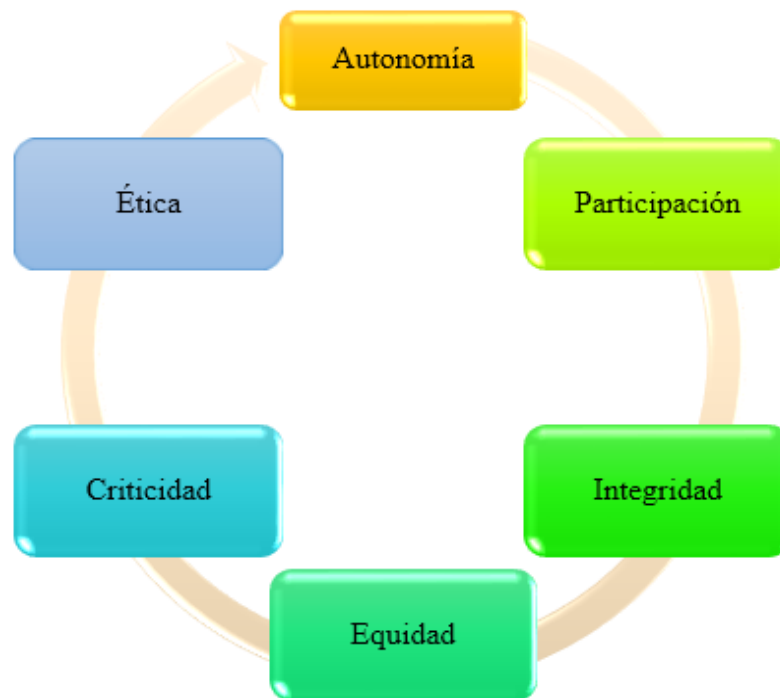 Autonomía
Participación
Integridad
Equidad
Criticidad
Ética